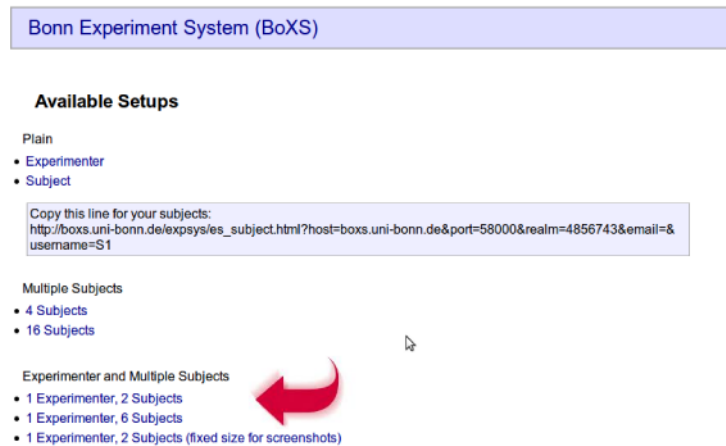 Bonn Experiment System (BoXS)
Available Setups
Plain
• Experimenter
• Subject
Copy this line for your subjects:
http://boxs.uni-bonn.de/expsys/es_subject.html?host=boxs.uni-bonn.de&port=58000&realm=4856743&email=&
username=S1
Multiple Subjects
• 4 Subjects
• 16 Subjects
Experimenter and Multiple Subjects
• 1 Experimenter, 2 Subjects
• 1 Experimenter, 6 Subjects
• 1 Experimenter, 2 Subjects (fixed size for screenshots)